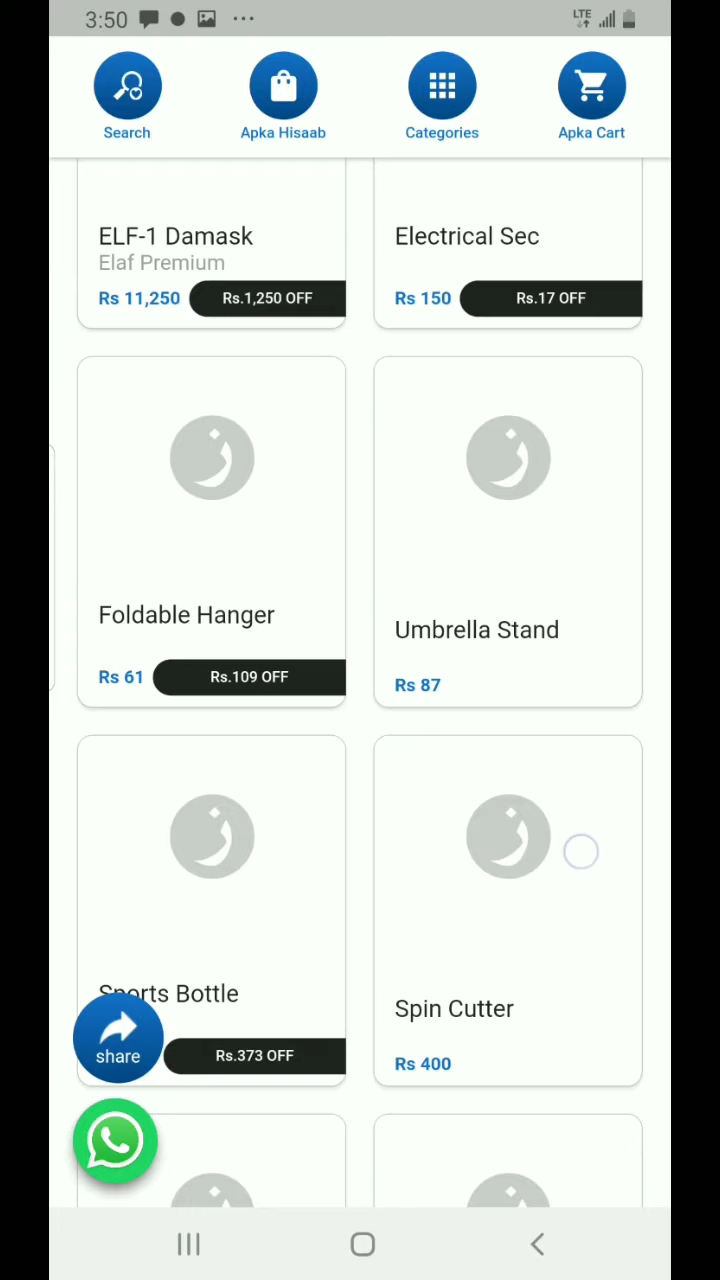 3:50
LTE
Search
Apka Hisaab
Categories
Apka Cart
ELF-1 Damask
Elaf Premium
Rs 11,250
Rs.1,250 OFF
Electrical Sec
Rs 150
Rs.17 OFF
Foldable Hanger
Rs 61
Rs.109 OFF
Umbrella Stand
Rs 87
Sports Bottle
Rs.373 OFF
Spin Cutter
Rs 400
share